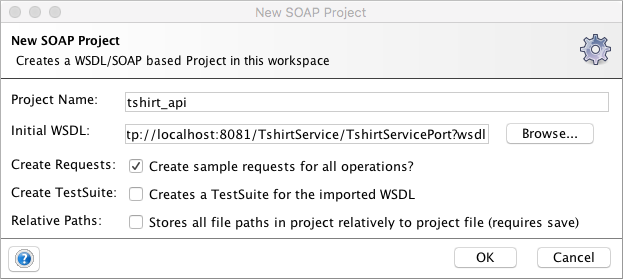 New SOAP Project
New SOAP Project
Creates a WSDL/SOAP based Project in this workspace
Project Name: tshirt_api
Initial WSDL: tp://localhost:8081/TshirtService/TshirtServicePort?wsdl Browse...
Create Requests: Create sample requests for all operations?
Create TestSuite: Creates a TestSuite for the imported WSDL
Relative Paths: Stores all file paths in project relatively to project file (requires save)
? OK Cancel